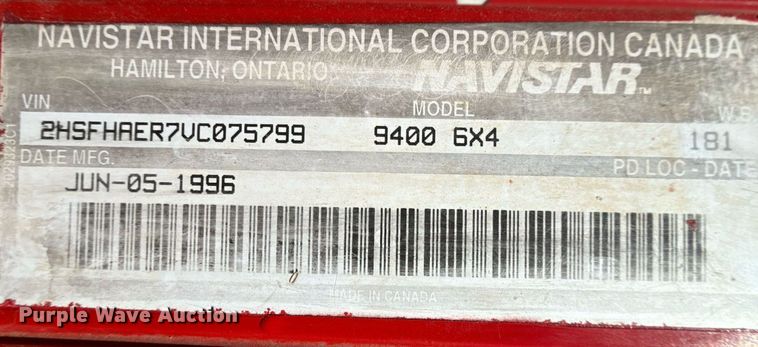 NAVISTAR INTERNATIONAL CORPORATION CANADA
HAMILTON, ONTARIO NAVISTAR™
VIN MODEL W.B
2HSFHAER7VC075799 9400 6X4 181
DATE MFG. PD LOC - DATE
JUN-05-1996
MADE IN CANADA
Purple Wave Auction